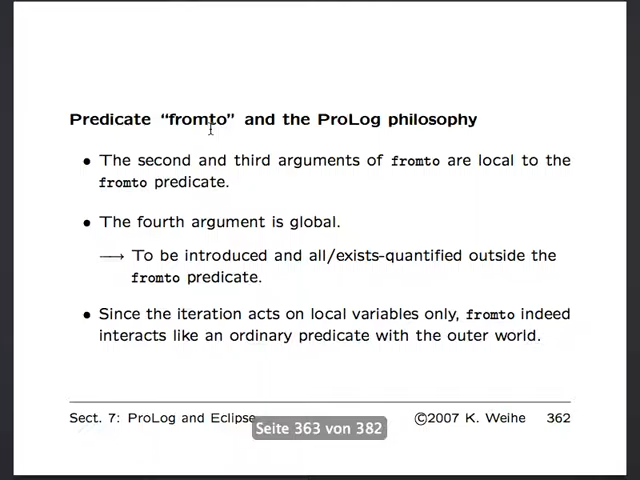 Predicate “fromto” and the ProLog philosophy
• The second and third arguments of fromto are local to the
fromto predicate.
• The fourth argument is global.
⟶ To be introduced and all/exists-quantified outside the
fromto predicate.
• Since the iteration acts on local variables only, fromto indeed
interacts like an ordinary predicate with the outer world.
Sect. 7: ProLog and Eclipse
©2007 K. Weihe 362
Seite 363 von 382